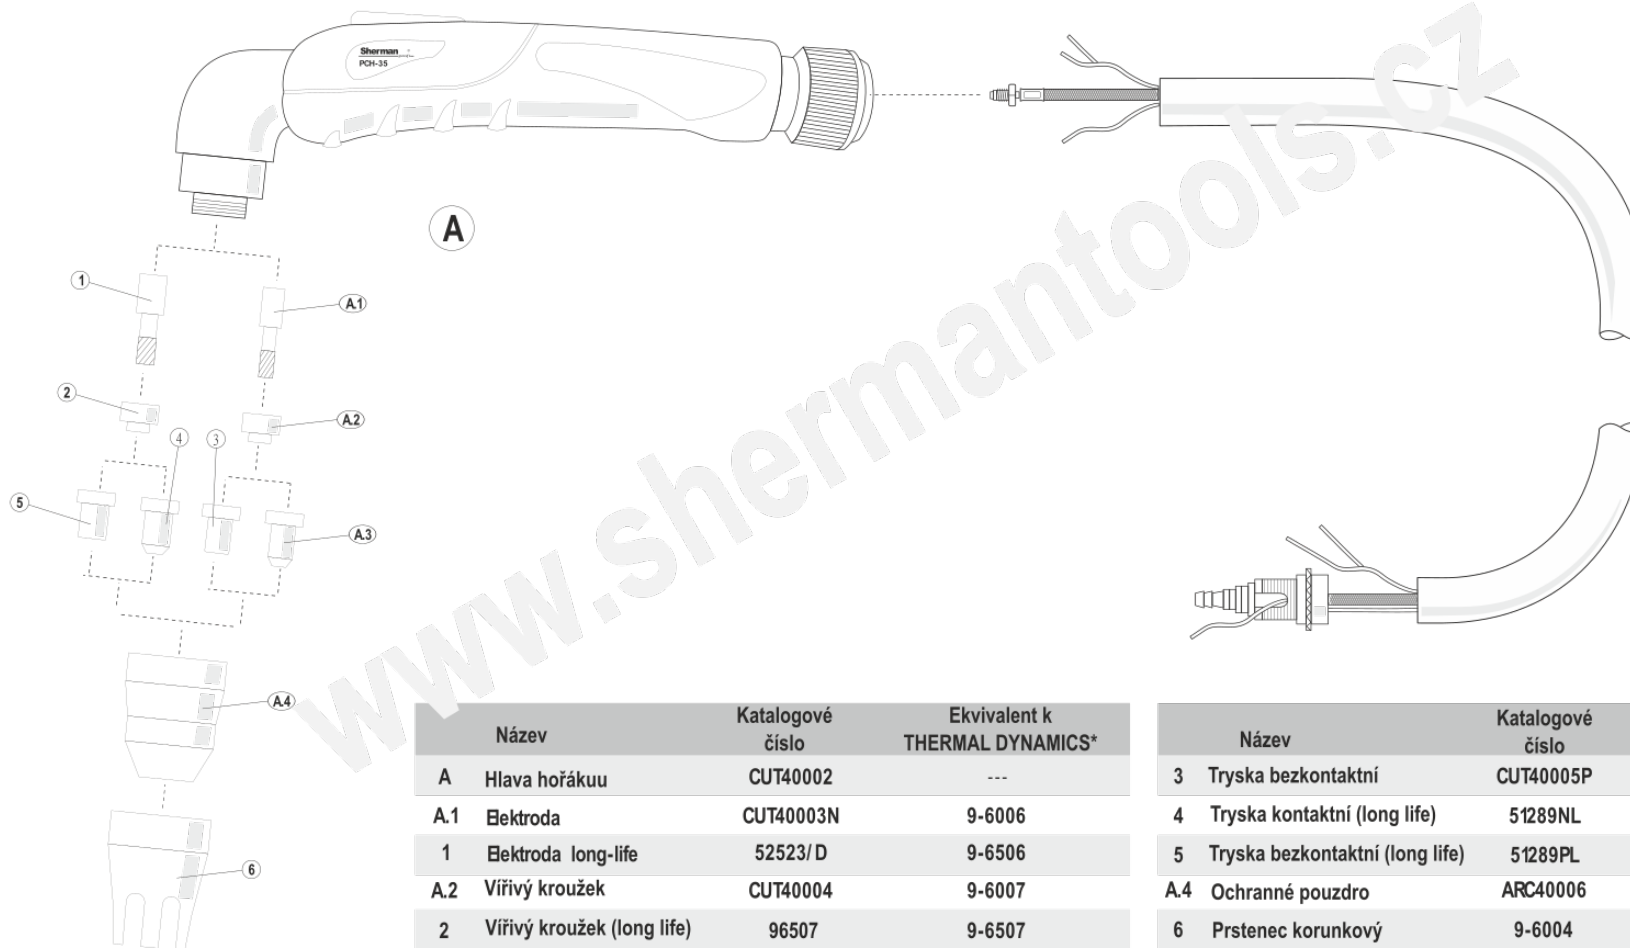 Sherman
PCH-35
www.shermantools.cz
A
1
A.1
2
A.2
4
3
5
A.3
A.4
6
Název Katalogové číslo Ekvivalent k THERMAL DYNAMICS*
A Hlava hořákuu CUT40002 ---
A.1 Elektroda CUT40003N 9-6006
1 Elektroda long-life 52523/D 9-6506
A.2 Vířivý kroužek CUT40004 9-6007
2 Vířivý kroužek (long life) 96507 9-6507
Název Katalogové číslo
3 Tryska bezkontaktní CUT40005P
4 Tryska kontaktní (long life) 51289NL
5 Tryska bezkontaktní (long life) 51289PL
A.4 Ochranné pouzdro ARC40006
6 Prstenec korunkový 9-6004